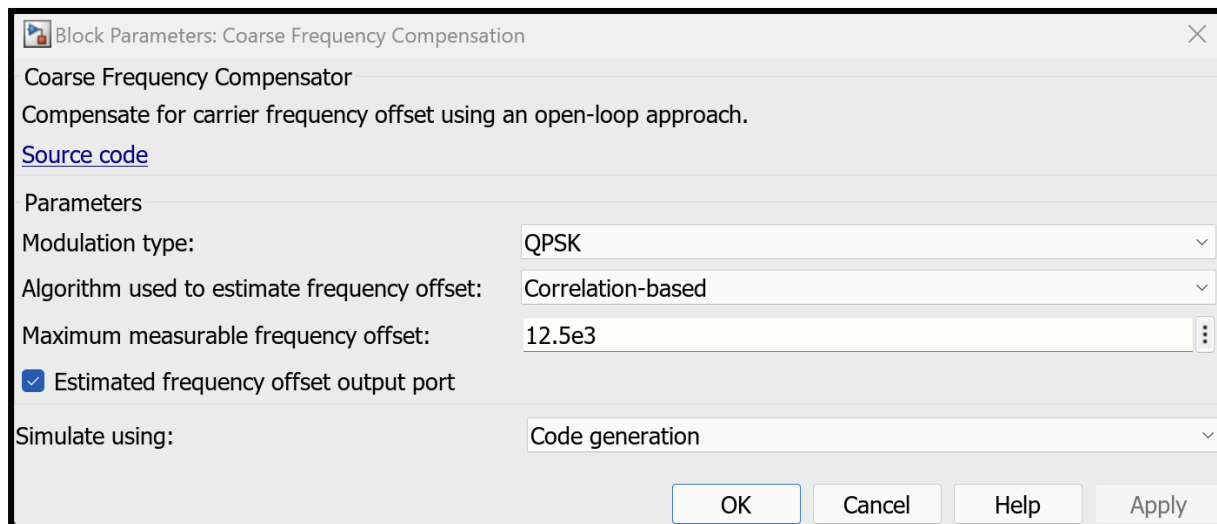 Block Parameters: Coarse Frequency Compensation
Coarse Frequency Compensator
Compensate for carrier frequency offset using an open-loop approach.
Source code
Parameters
Modulation type: QPSK
Algorithm used to estimate frequency offset: Correlation-based
Maximum measurable frequency offset: 12.5e3
Estimated frequency offset output port
Simulate using: Code generation
OK Cancel Help Apply